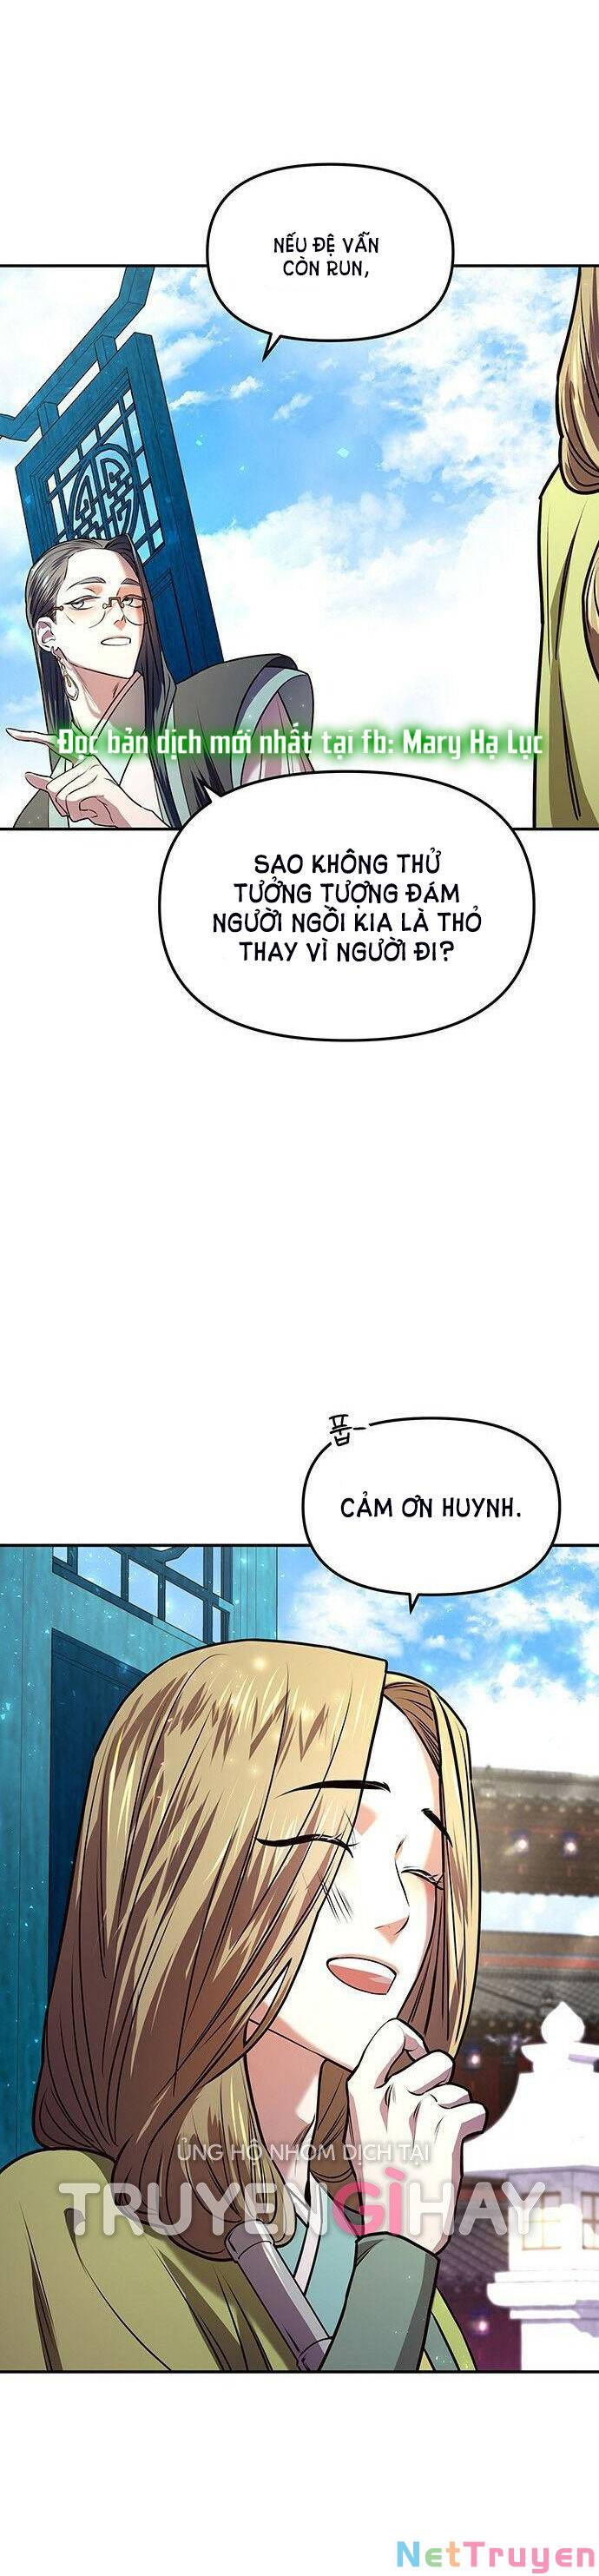 NẾU ĐỆ VẪN
CÒN RUN,
Đọc bản dịch mới nhất tại fb: Mary Hạ Lục
SAO KHÔNG THỬ
TƯỞNG TƯỢNG ĐÁM
NGƯỜI NGỒI KIA LÀ THỎ
THAY VÌ NGƯỜI ĐI?
풉-
CẢM ƠN HUYNH.
ỦNG HỘ NHÓM DỊCH TẠI
TRUYENGÌHAY
NetTruyen